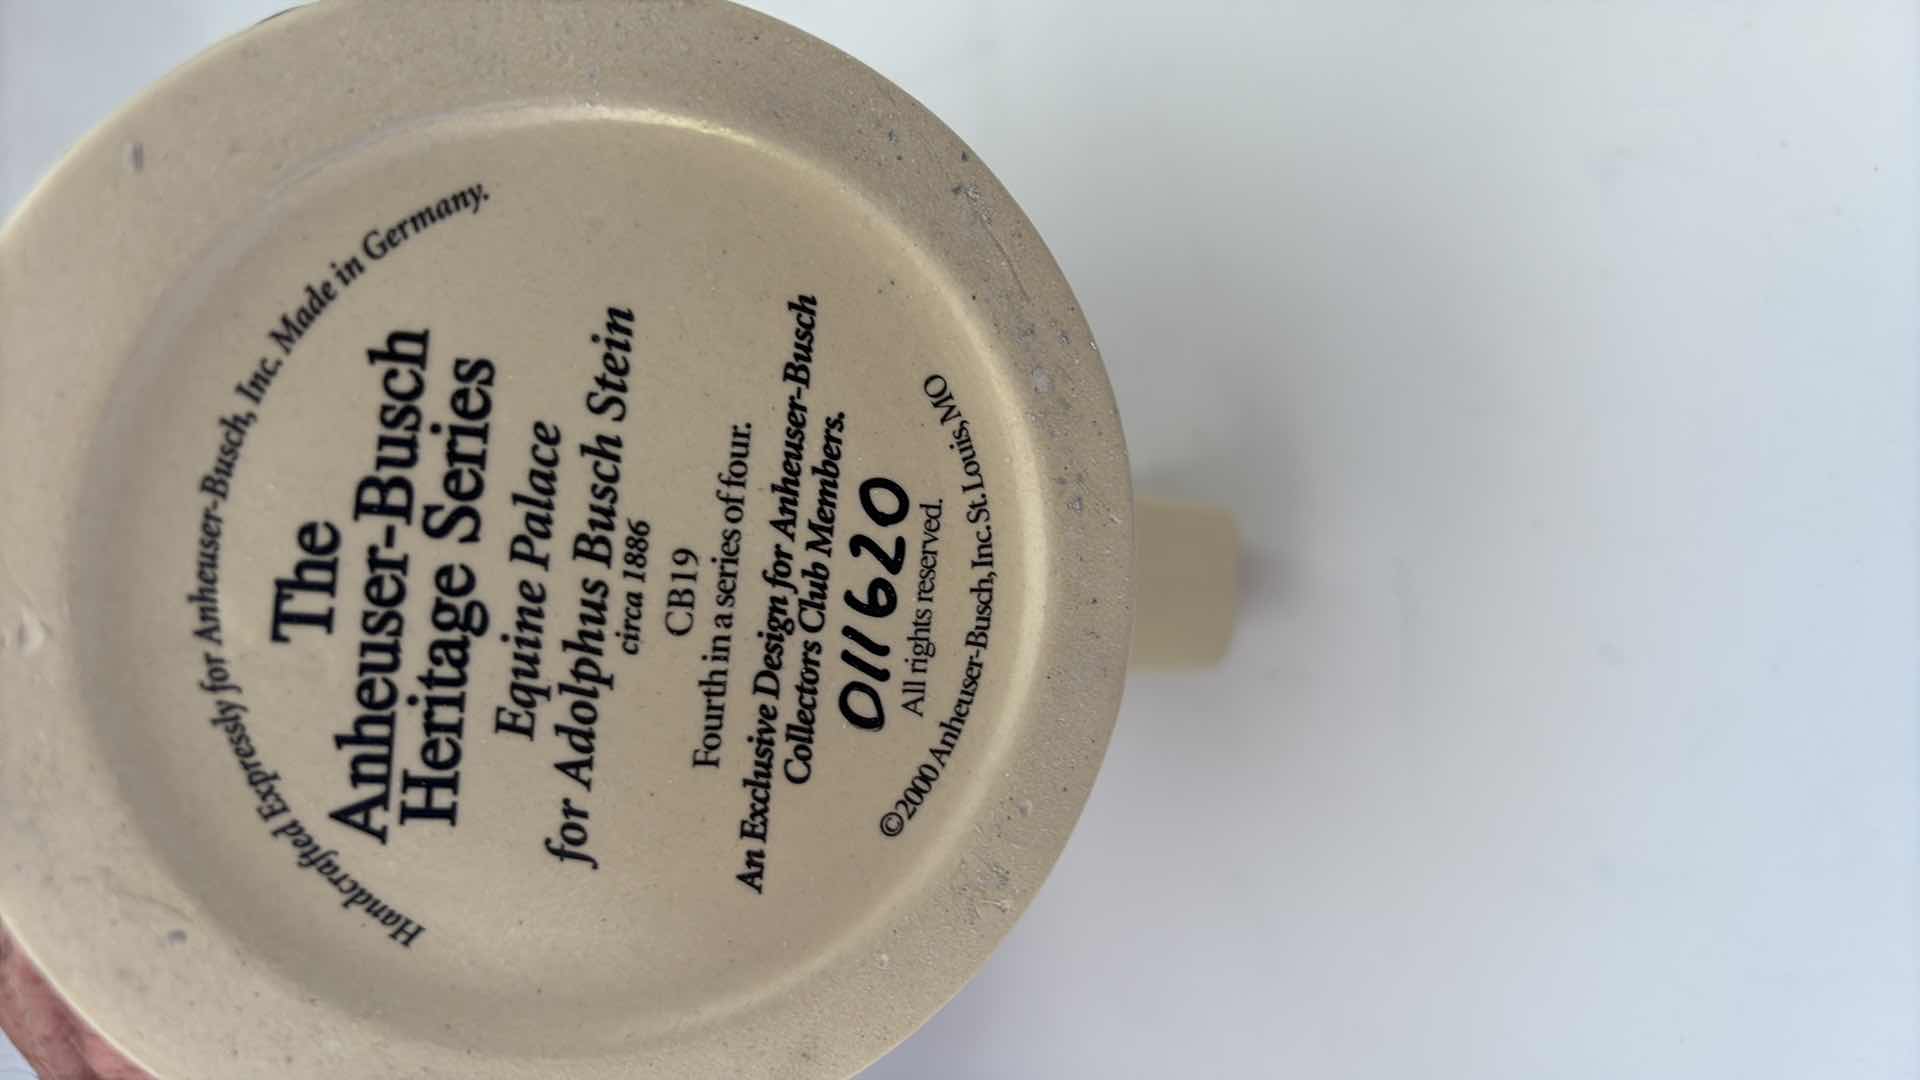 Handcrafted Expressly for Anheuser-Busch, Inc. Made in Germany.
The
Anheuser-Busch
Heritage Series
Equine Palace
for Adolphus Busch Stein
circa 1886
CB19
Fourth in a series of four.
An Exclusive Design for Anheuser-Busch
Collectors Club Members.
011620
All rights reserved.
©2000 Anheuser-Busch, Inc. St. Louis, MO